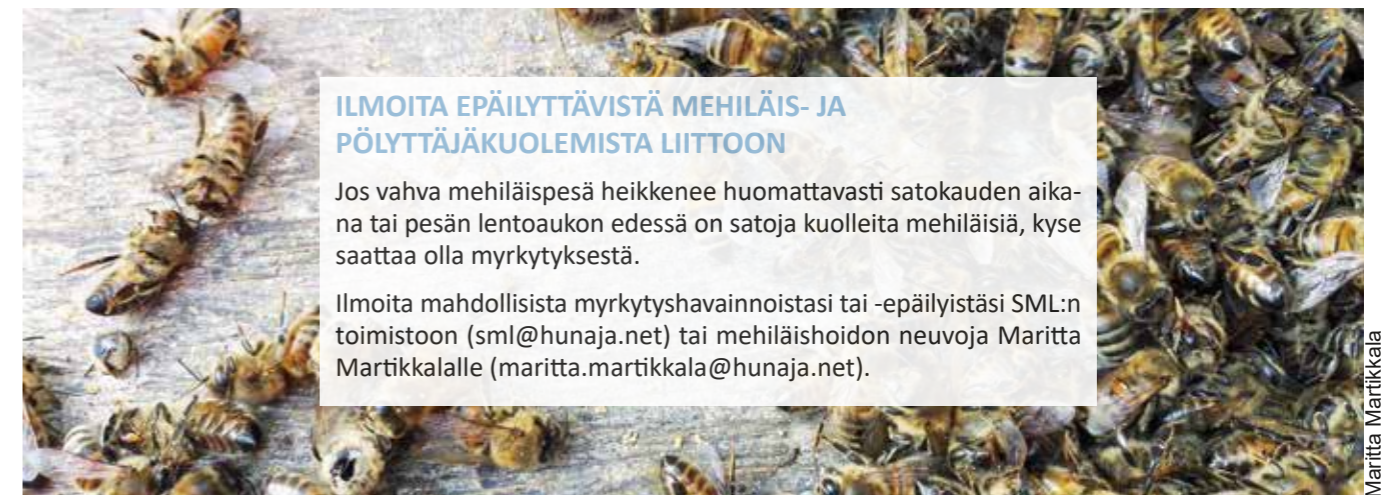 ILMOITA EPÄILYTTÄVISTÄ MEHILÄIS- JA
PÖLYTTÄJÄKUOLEMISTA LIITTOON
Jos vahva mehiläispesä heikkenee huomattavasti satokauden aika-
na tai pesän lentoaukon edessä on satoja kuolleita mehiläisiä, kyse
saattaa olla myrkytyksestä.
Ilmoita mahdollisista myrkytyshavainnoistasi tai -epäilyistäsi SML:n
toimistoon (sml@hunaja.net) tai mehiläishoidon neuvoja Maritta
Martikkalalle (maritta.martikkala@hunaja.net).
Maritta Martikkala